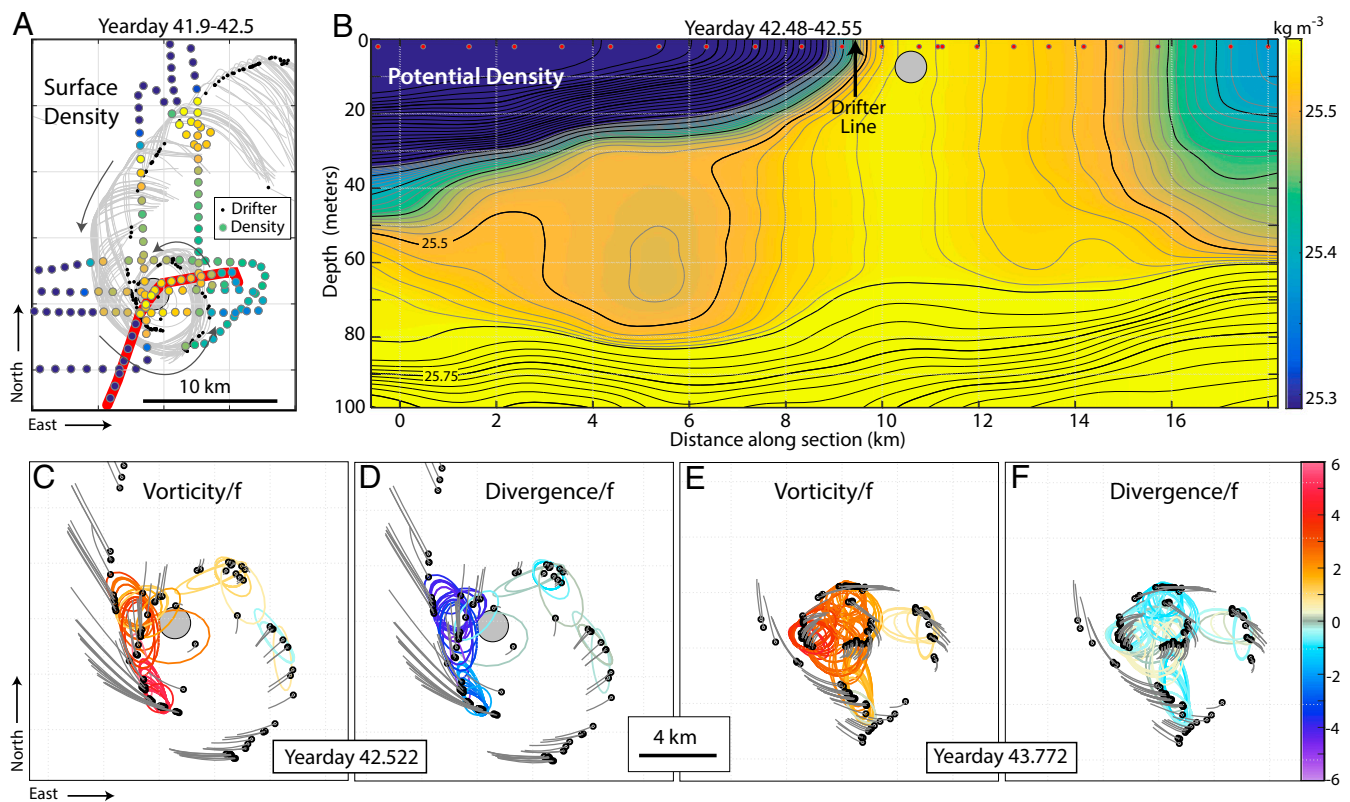 A
Yearday 41.9-42.5
Surface
Density
Drifter
Density
10 km
North
East
B
Yearday 42.48-42.55
kg m-3
Potential Density
Drifter
Line
25.5
25.75
0
20
40
60
80
100
Depth (meters)
0 2 4 6 8 10 12 14 16
Distance along section (km)
25.5
25.4
25.3
C
Vorticity/f
D
Divergence/f
E
Vorticity/f
F
Divergence/f
6
4
2
0
-2
-4
-6
North
East
Yearday 42.522
4 km
Yearday 43.772